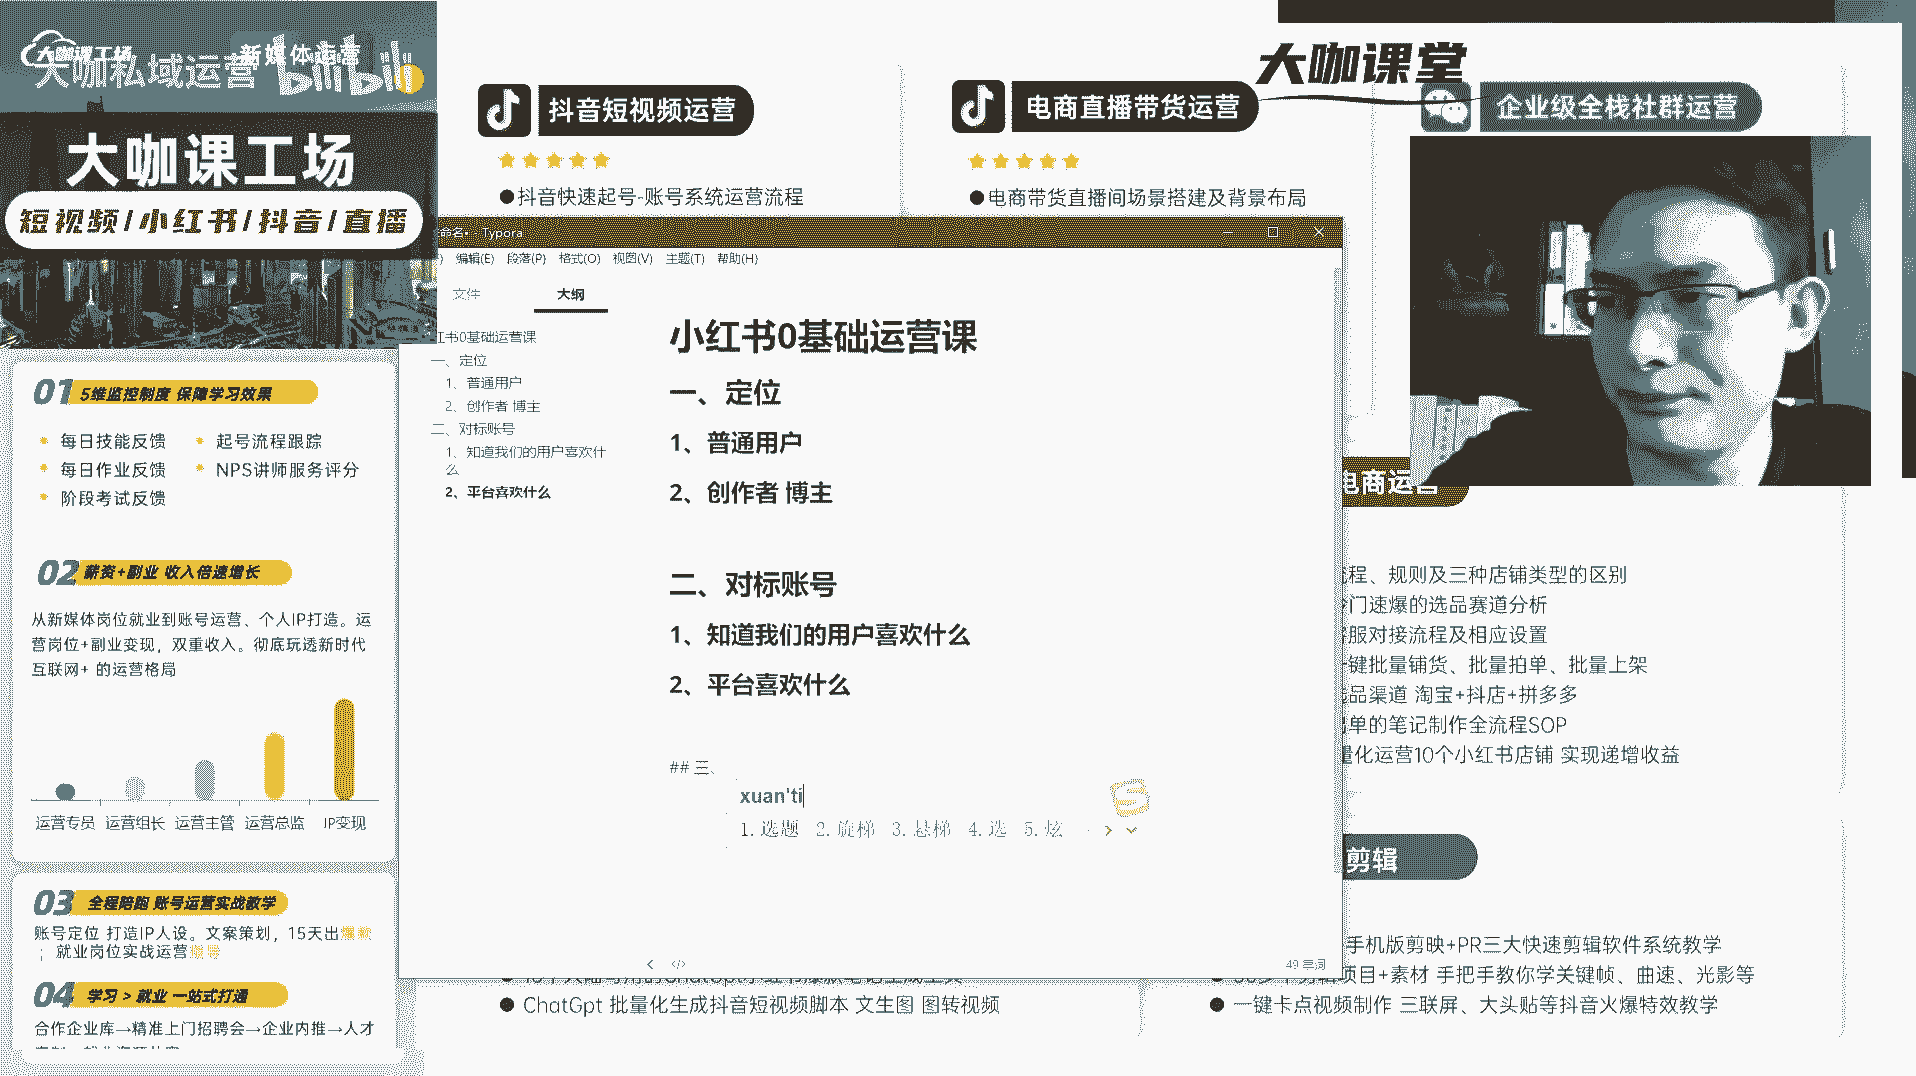 大咖课工场
新媒体运营
大咖私域运营
bilibili
大咖课工场
短视频/小红书/抖音/直播
01 5维监控制度 保障学习效果
每日技能反馈
起号流程跟踪
每日作业反馈
NPS讲师服务评分
阶段考试反馈
02 薪资+副业 收入倍速增长
从新媒体岗位就业到账号运营、个人IP打造。运
营岗位+副业变现，双重收入。彻底玩透新时代
互联网+ 的运营格局
运营专员 运营组长 运营主管 运营总监 IP变现
03 全程陪跑 账号运营实战教学
账号定位 打造IP人设。文案策划，15天出爆款
； 就业岗位实战运营指导
04 学习 > 就业 一站式打通
合作企业库→精准上门招聘会→企业内推→人才
抖音短视频运营
●抖音快速起号-账号系统运营流程
电商直播带货运营
●电商带货直播间场景搭建及背景布局
大咖课堂
企业级全栈社群运营
命名• - Typora
) 编辑(E) 段落(P) 格式(O) 视图(V) 主题(T) 帮助(H)
文件 大纲
红书0基础运营课
一、定位
1、普通用户
2、创作者 博主
二、对标账号
1、知道我们的用户喜欢什
么
2、平台喜欢什么
小红书0基础运营课
一、定位
1、普通用户
2、创作者 博主
二、对标账号
1、知道我们的用户喜欢什么
2、平台喜欢什么
## 三、
xuan'ti
1.选题 2.旋梯 3.悬梯 4.选 5.炫
49 单词
电商运营
流程、规则及三种店铺类型的区别
门速爆的选品赛道分析
客服对接流程及相应设置
一键批量铺货、批量拍单、批量上架
选品渠道 淘宝+抖店+拼多多
单的笔记制作全流程SOP
量化运营10个小红书店铺 实现递增收益
剪辑
手机版剪映+PR三大快速剪辑软件系统教学
项目+素材 手把手教你学关键帧、曲速、光影等
● 一键卡点视频制作 三联屏、大头贴等抖音火爆特效教学
● ChatGpt 批量化生成抖音短视频脚本 文生图 图转视频